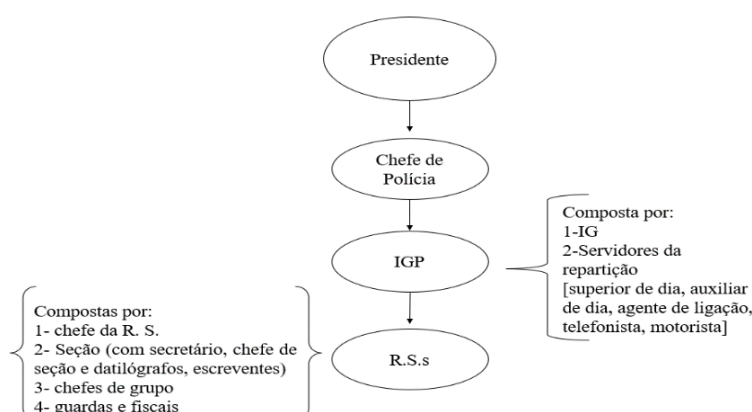 Presidente
Chefe de
Polícia
IGP
Composta por:
1-IG
2-Servidores da
repartição
[superior de dia, auxiliar
de dia, agente de ligação,
telefonista, motorista]
Compostas por:
1- chefe da R. S.
2- Seção (com secretário, chefe de
seção e datilógrafos, escreventes)
3- chefes de grupo
4- guardas e fiscais
R.S.s